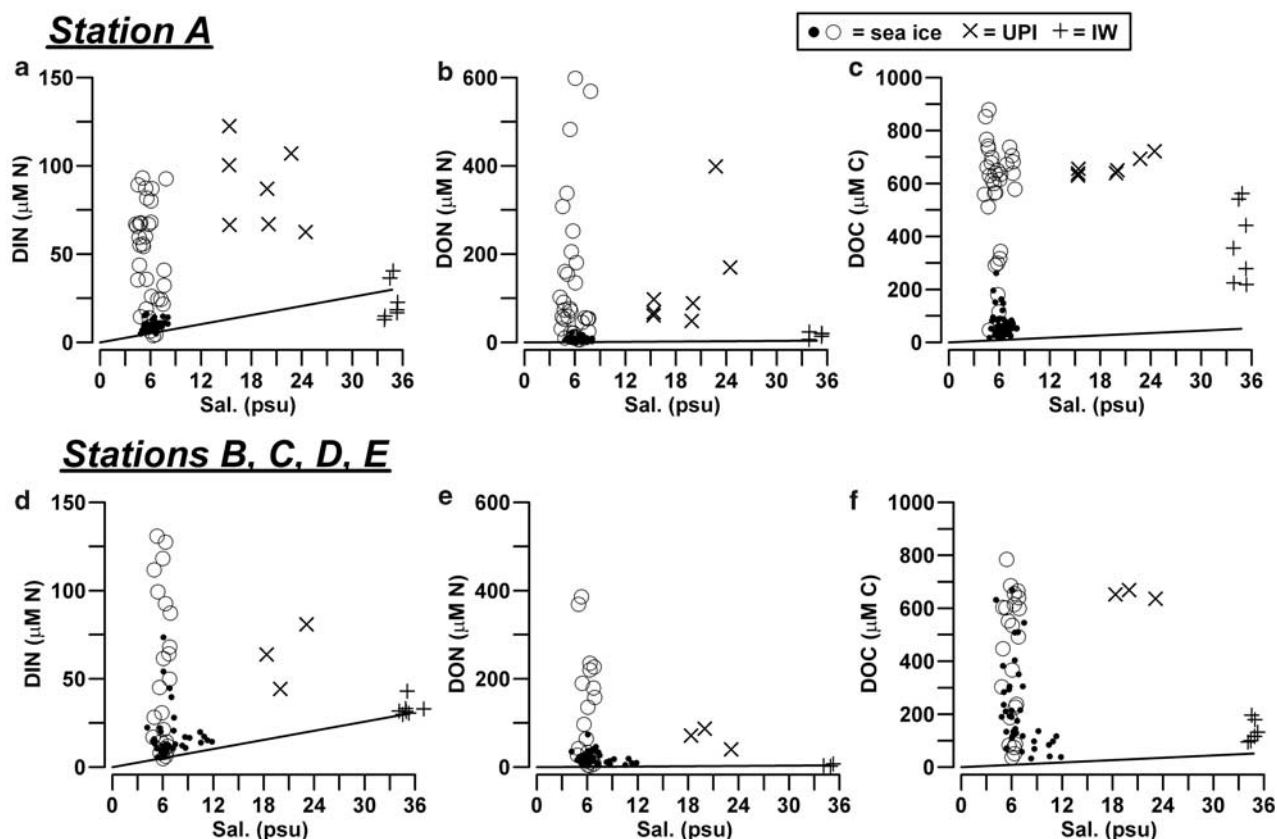 Station A
= sea ice × = UPI + = IW
a
b
c
DIN (μM N)
150
100
50
0
0 6 12 18 24 30 36
Sal. (psu)
DON (μM N)
600
400
200
0
0 6 12 18 24 30 36
Sal. (psu)
DOC (μM C)
1000
800
600
400
200
0
0 6 12 18 24 30 36
Sal. (psu)
Stations B, C, D, E
d
e
f
DIN (μM N)
150
100
50
0
0 6 12 18 24 30 36
Sal. (psu)
DON (μM N)
600
400
200
0
0 6 12 18 24 30 36
Sal. (psu)
DOC (μM C)
1000
800
600
400
200
0
0 6 12 18 24 30 36
Sal. (psu)